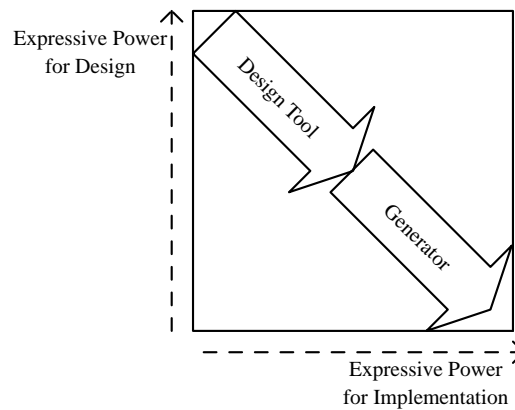 Expressive Power
for Design
Design Tool
Generator
Expressive Power
for Implementation